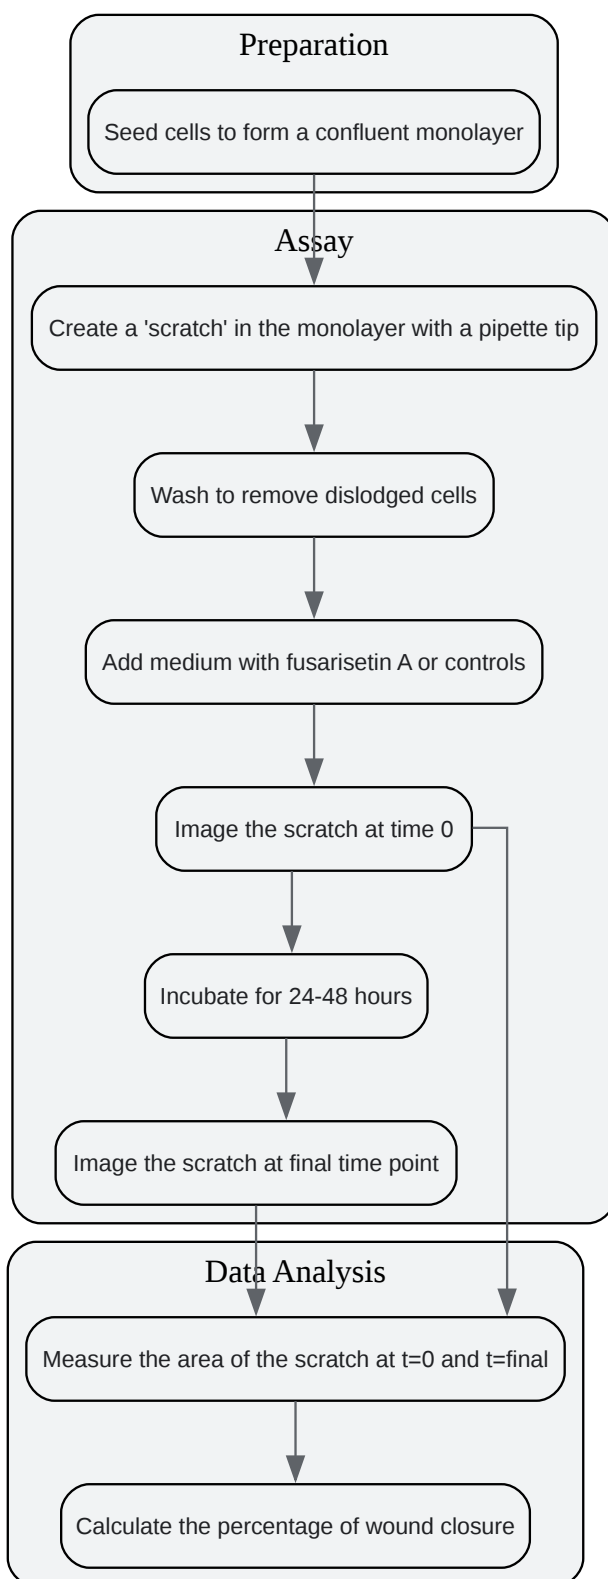 Preparation
Seed cells to form a confluent monolayer
Assay
Create a 'scratch' in the monolayer with a pipette tip
Wash to remove dislodged cells
Add medium with fusarisetin A or controls
Image the scratch at time 0
Incubate for 24-48 hours
Image the scratch at final time point
Data Analysis
Measure the area of the scratch at t=0 and t=final
Calculate the percentage of wound closure